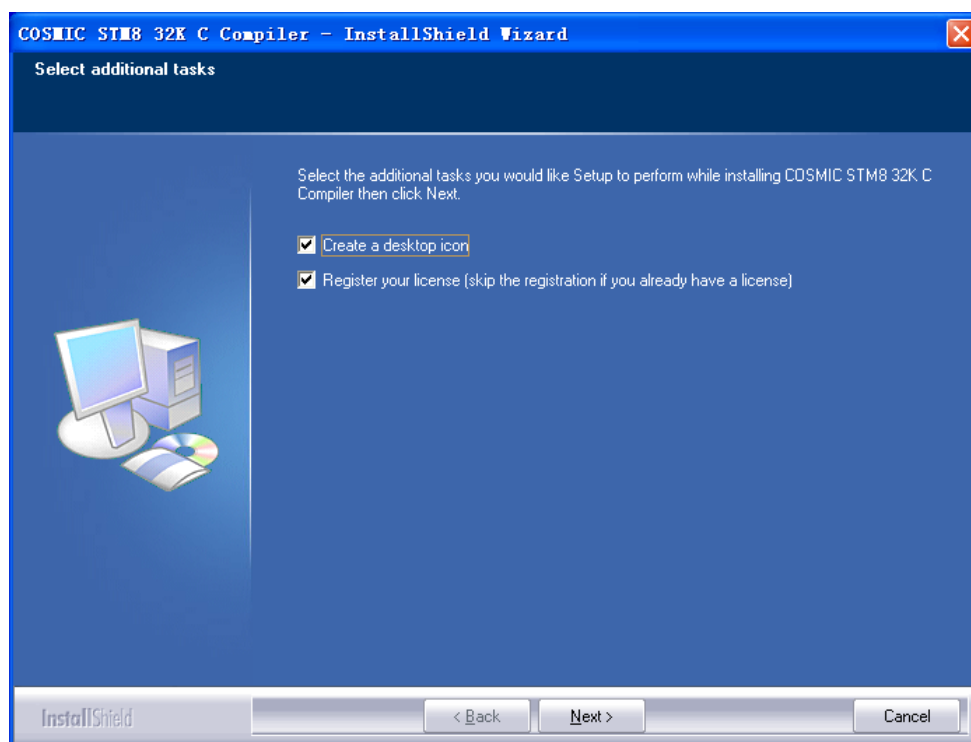 COSMIC STM8 32K C Compiler - InstallShield Wizard
Select additional tasks
Select the additional tasks you would like Setup to perform while installing COSMIC STM8 32K C
Compiler then click Next.
Create a desktop icon
Register your license (skip the registration if you already have a license)
InstallShield
< Back
Next >
Cancel